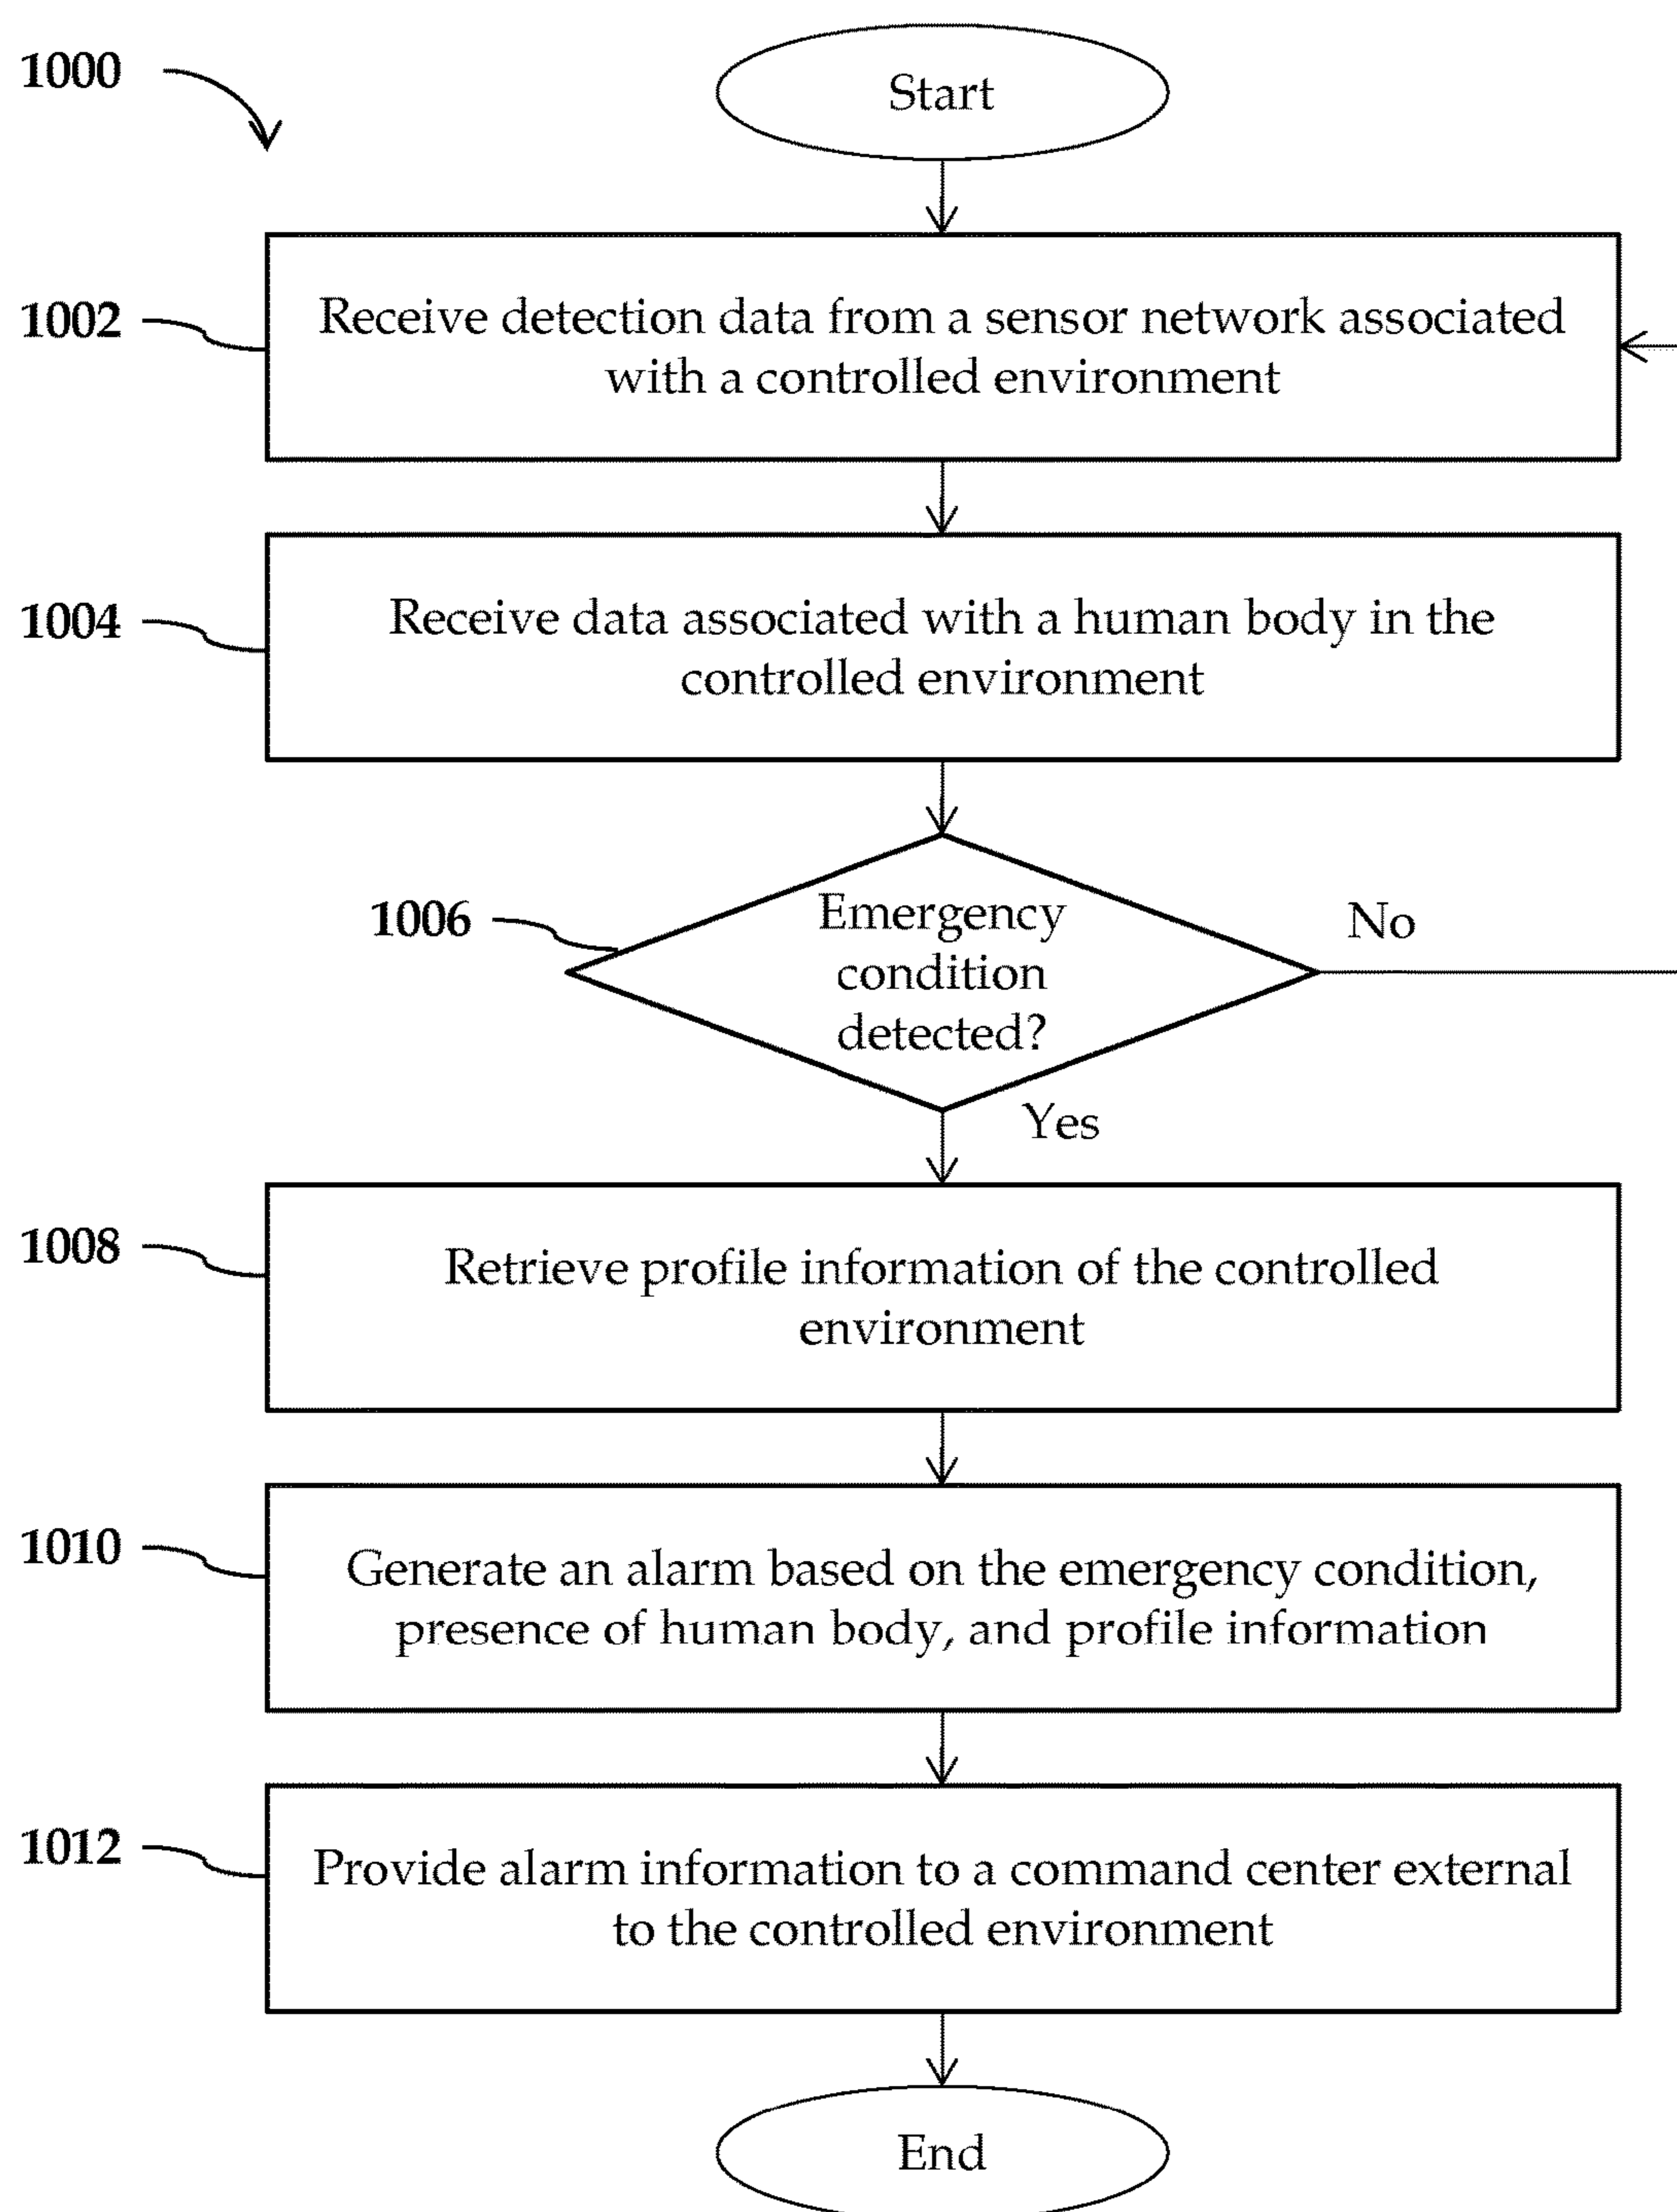 1000
Start
1002
Receive detection data from a sensor network associated
with a controlled environment
1004
Receive data associated with a human body in the
controlled environment
1006
Emergency
condition
detected?
No
Yes
1008
Retrieve profile information of the controlled
environment
1010
Generate an alarm based on the emergency condition,
presence of human body, and profile information
1012
Provide alarm information to a command center external
to the controlled environment
End